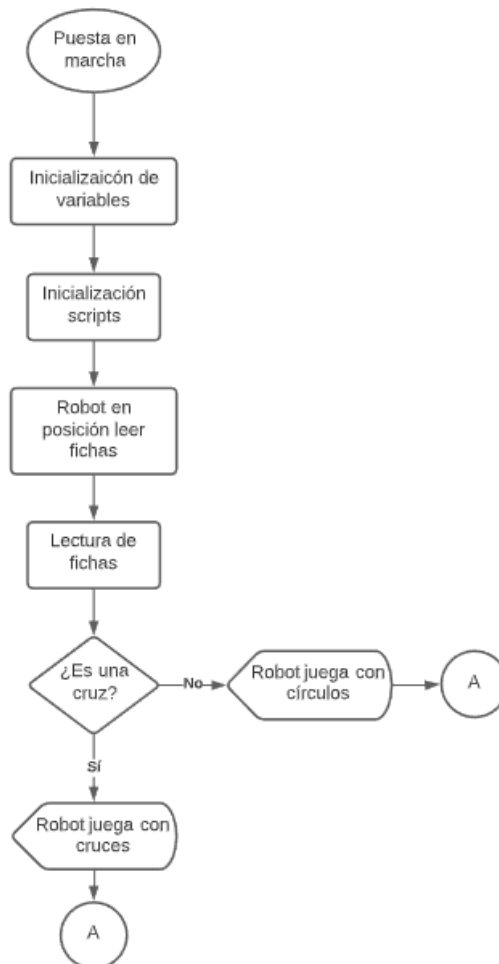 Puesta en
marcha
Inicializaicón de
variables
Inicialización
scripts
Robot en
posición leer
fichas
Lectura de
fichas
¿Es una
cruz?
No
Robot juega con
círculos
A
Sí
Robot juega con
cruces
A